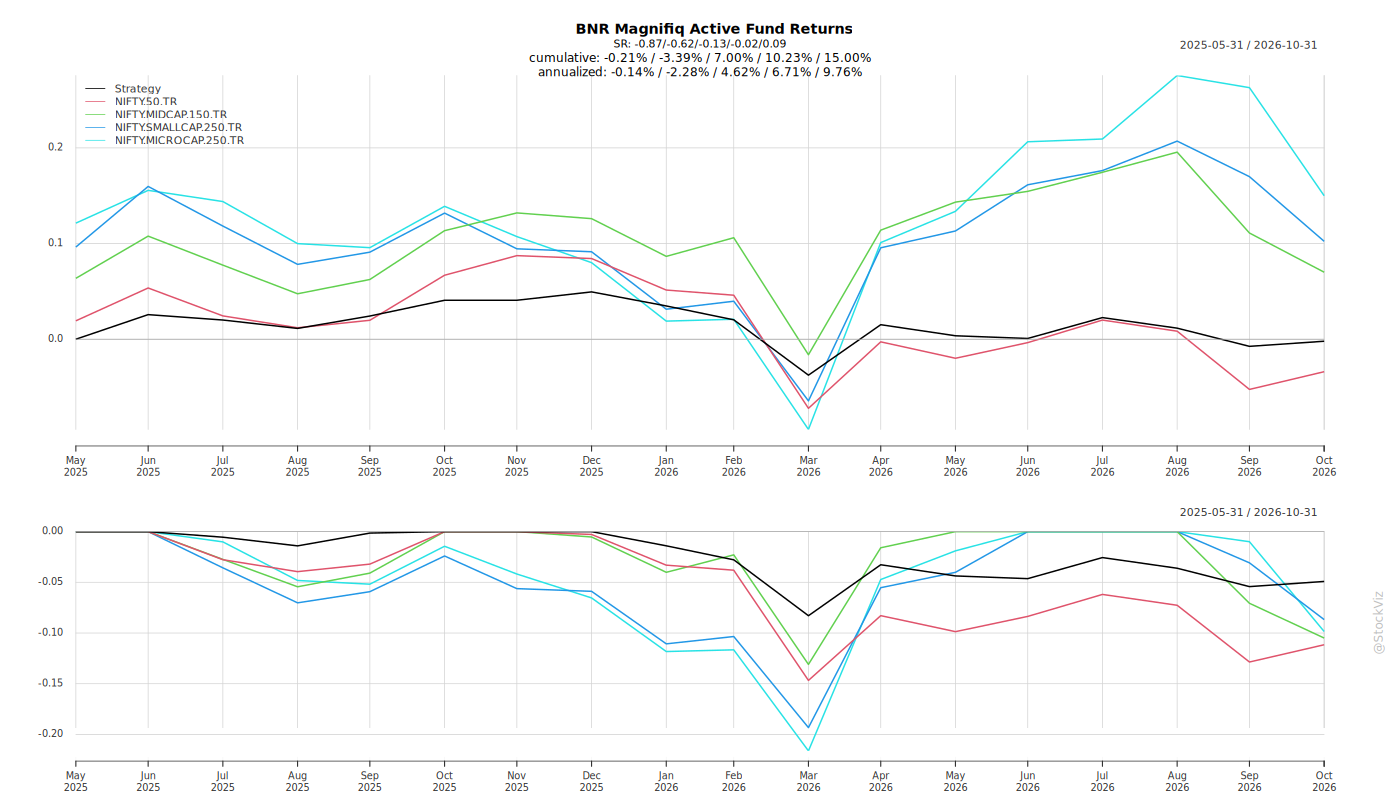 BNR Magnifiq Active Fund Returns
SR: -0.87/-0.62/-0.13/-0.02/0.09
cumulative: -0.21% / -3.39% / 7.00% / 10.23% / 15.00%
annualized: -0.14% / -2.28% / 4.62% / 6.71% / 9.76%
2025-05-31 / 2026-10-31
Strategy
NIFTY.50.TR
NIFTY.MIDCAP.150.TR
NIFTY.SMALLCAP.250.TR
NIFTY.MICROCAP.250.TR
0.2
0.1
0.0
May Jun Jul Aug Sep Oct Nov Dec Jan Feb Mar Apr May Jun Jul Aug Sep Oct
2025 2025 2025 2025 2025 2025 2025 2025 2026 2026 2026 2026 2026 2026 2026 2026 2026 2026
2025-05-31 / 2026-10-31
0.00
-0.05
-0.10
-0.15
-0.20
May Jun Jul Aug Sep Oct Nov Dec Jan Feb Mar Apr May Jun Jul Aug Sep Oct
2025 2025 2025 2025 2025 2025 2025 2025 2026 2026 2026 2026 2026 2026 2026 2026 2026 2026
@StockViz